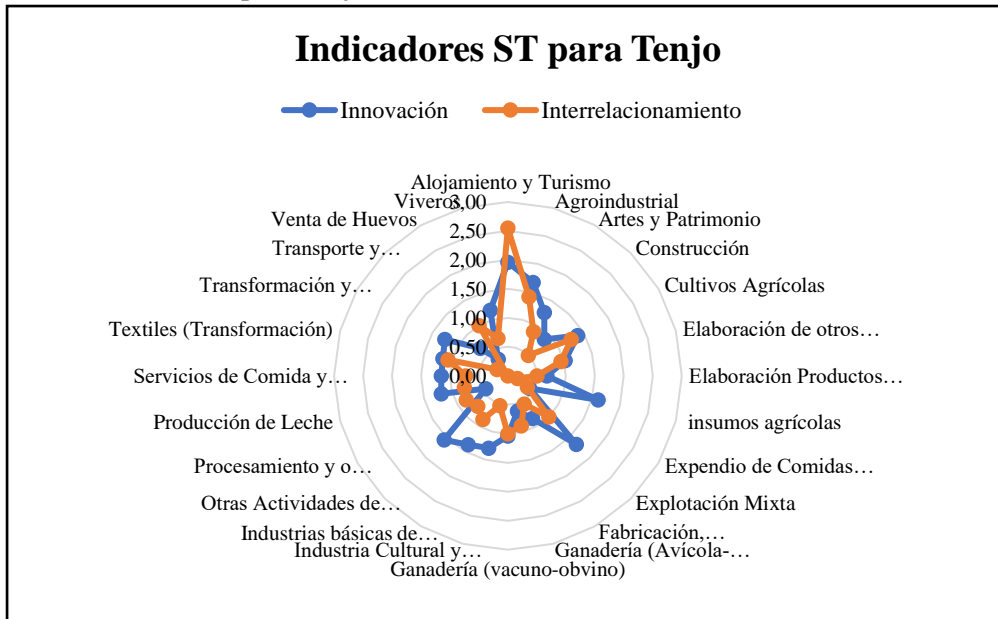 Indicadores ST para Tenjo
Innovación
Interrelacionamiento
Alojamiento y Turismo
Agroindustrial
Artes y Patrimonio
Construcción
Cultivos Agrícolas
Elaboración de otros…
Elaboración Productos…
insumos agrícolas
Expendio de Comidas…
Explotación Mixta
Fabricación,…
Ganadería (Avícola-…
Ganadería (vacuno-obvino)
Industria Cultural y…
Industrias básicas de…
Otras Actividades de…
Procesamiento y o…
Producción de Leche
Servicios de Comida y…
Textiles (Transformación)
Transformación y…
Transporte y…
Venta de Huevos
Viveros
3,00
2,50
2,00
1,50
1,00
0,50
0,00